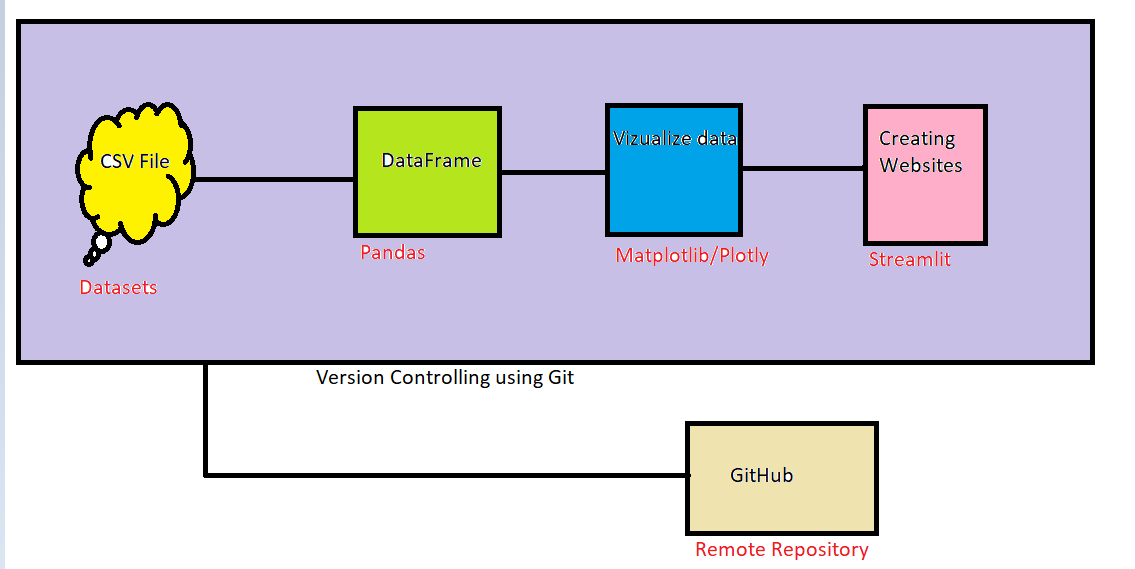 CSV File
Datasets
DataFrame
Pandas
Vizualize data
Matplotlib/Plotly
Creating
Websites
Streamlit
Version Controlling using Git
GitHub
Remote Repository